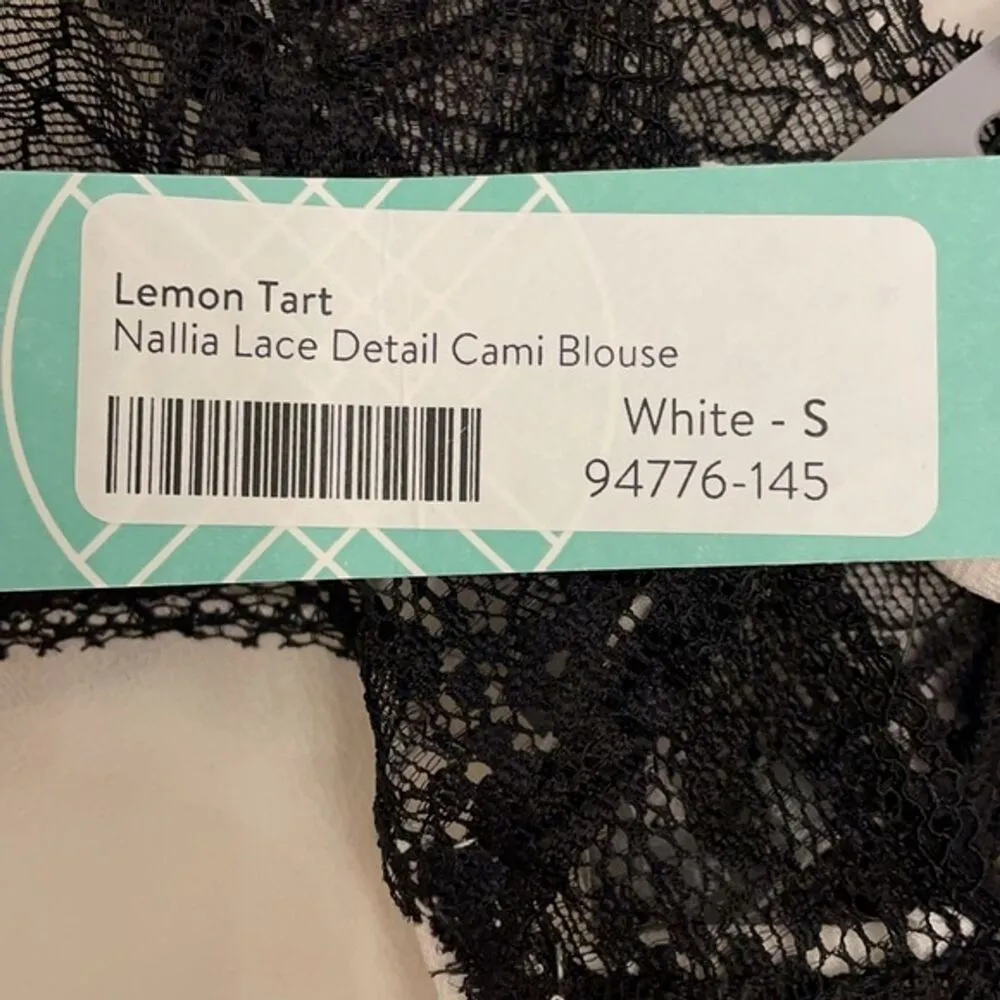 Lemon Tart
Nallia Lace Detail Cami Blouse
White - S
94776-145